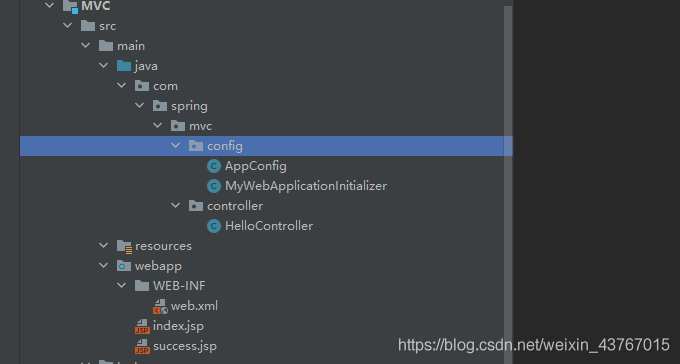 MVC
src
main
java
com
spring
mvc
config
AppConfig
MyWebApplicationInitializer
controller
HelloController
resources
webapp
WEB-INF
web.xml
index.jsp
success.jsp
https://blog.csdn.net/weixin_43767015